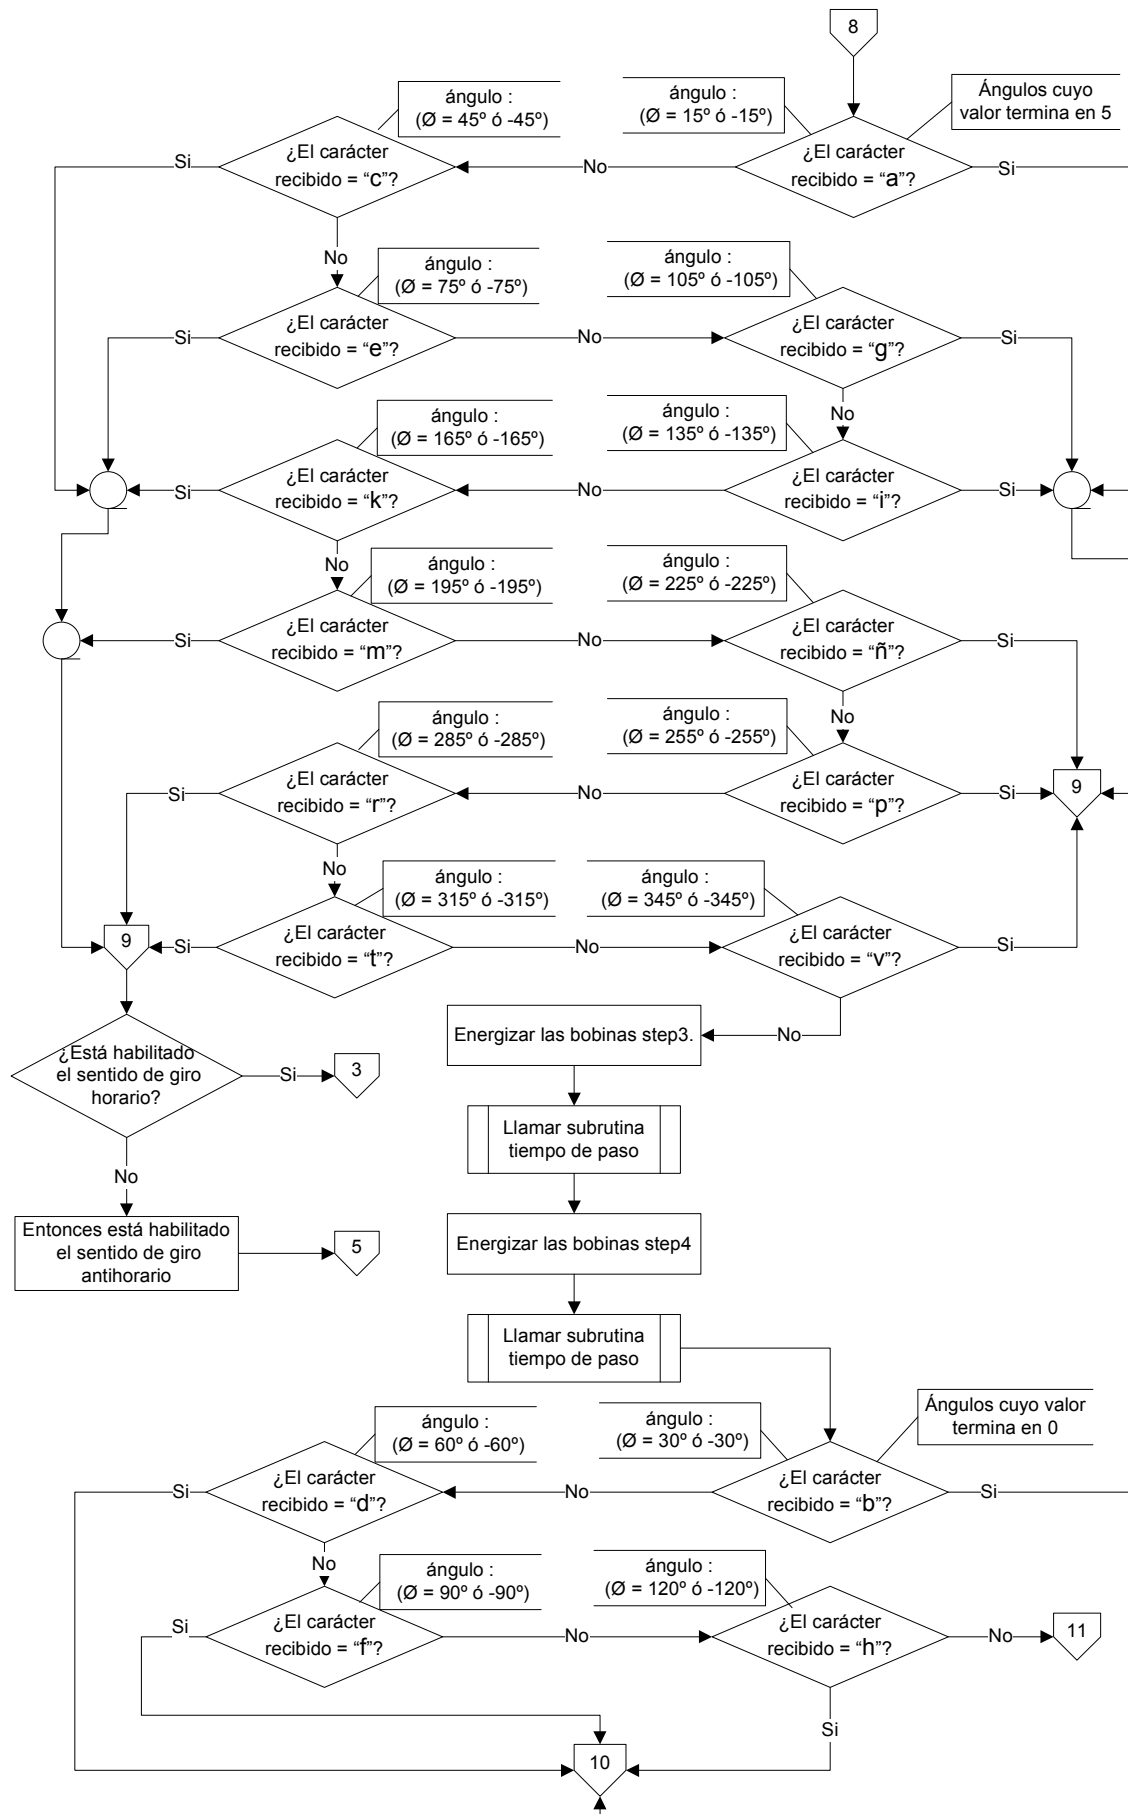 8
ángulo :
(Ø = 45º ó -45º)
ángulo :
(Ø = 15º ó -15º)
Ángulos cuyo
valor termina en 5
Si
¿El carácter
recibido = “c”?
No
¿El carácter
recibido = “a”?
Si
No
ángulo :
(Ø = 75º ó -75º)
ángulo :
(Ø = 105º ó -105º)
Si
¿El carácter
recibido = “e”?
No
¿El carácter
recibido = “g”?
Si
No
ángulo :
(Ø = 165º ó -165º)
ángulo :
(Ø = 135º ó -135º)
Si
¿El carácter
recibido = “k”?
No
¿El carácter
recibido = “i”?
Si
No
ángulo :
(Ø = 195º ó -195º)
ángulo :
(Ø = 225º ó -225º)
Si
¿El carácter
recibido = “m”?
No
¿El carácter
recibido = “ñ”?
Si
No
ángulo :
(Ø = 285º ó -285º)
ángulo :
(Ø = 255º ó -255º)
Si
¿El carácter
recibido = “r”?
No
¿El carácter
recibido = “p”?
Si
9
No
ángulo :
(Ø = 315º ó -315º)
ángulo :
(Ø = 345º ó -345º)
9
Si
¿El carácter
recibido = “t”?
No
¿El carácter
recibido = “v”?
Si
No
Energizar las bobinas step3.
¿Está habilitado
el sentido de giro
horario?
Si
3
Llamar subrutina
tiempo de paso
No
Entonces está habilitado
el sentido de giro
antihorario
5
Energizar las bobinas step4
Llamar subrutina
tiempo de paso
ángulo :
(Ø = 60º ó -60º)
ángulo :
(Ø = 30º ó -30º)
Ángulos cuyo valor
termina en 0
Si
¿El carácter
recibido = “d”?
No
¿El carácter
recibido = “b”?
Si
No
ángulo :
(Ø = 90º ó -90º)
ángulo :
(Ø = 120º ó -120º)
Si
¿El carácter
recibido = “f”?
No
¿El carácter
recibido = “h”?
No
11
Si
10